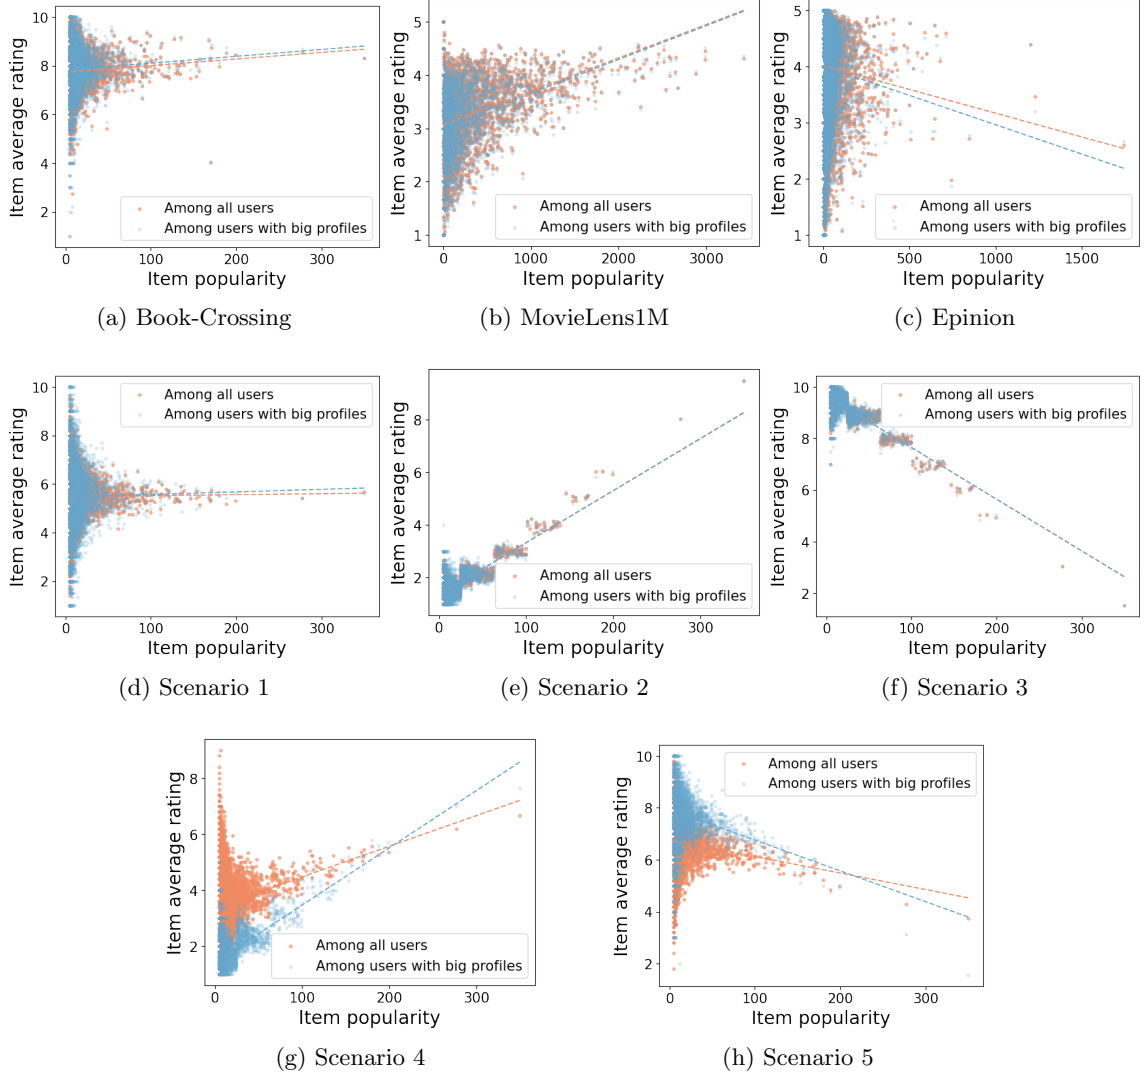 10
8
6
4
2
0
100
200
300
Item average rating
Item popularity
Among all users
Among users with big profiles
(a) Book-Crossing
5
4
3
2
1
0
1000
2000
3000
Item average rating
Item popularity
Among all users
Among users with big profiles
(b) MovieLens1M
5
4
3
2
1
0
500
1000
1500
Item average rating
Item popularity
Among all users
Among users with big profiles
(c) Epinion
10
8
6
4
2
0
100
200
300
Item average rating
Item popularity
Among all users
Among users with big profiles
(d) Scenario 1
8
6
4
2
0
100
200
300
Item average rating
Item popularity
Among all users
Among users with big profiles
(e) Scenario 2
10
8
6
4
2
0
100
200
300
Item average rating
Item popularity
Among all users
Among users with big profiles
(f) Scenario 3
8
6
4
2
0
100
200
300
Item average rating
Item popularity
Among all users
Among users with big profiles
(g) Scenario 4
10
8
6
4
2
0
100
200
300
Item average rating
Item popularity
Among all users
Among users with big profiles
(h) Scenario 5